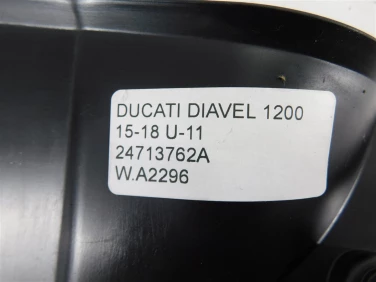 DUCATI DIAVEL 1200
15-18 U-11
24713762A
W.A2296